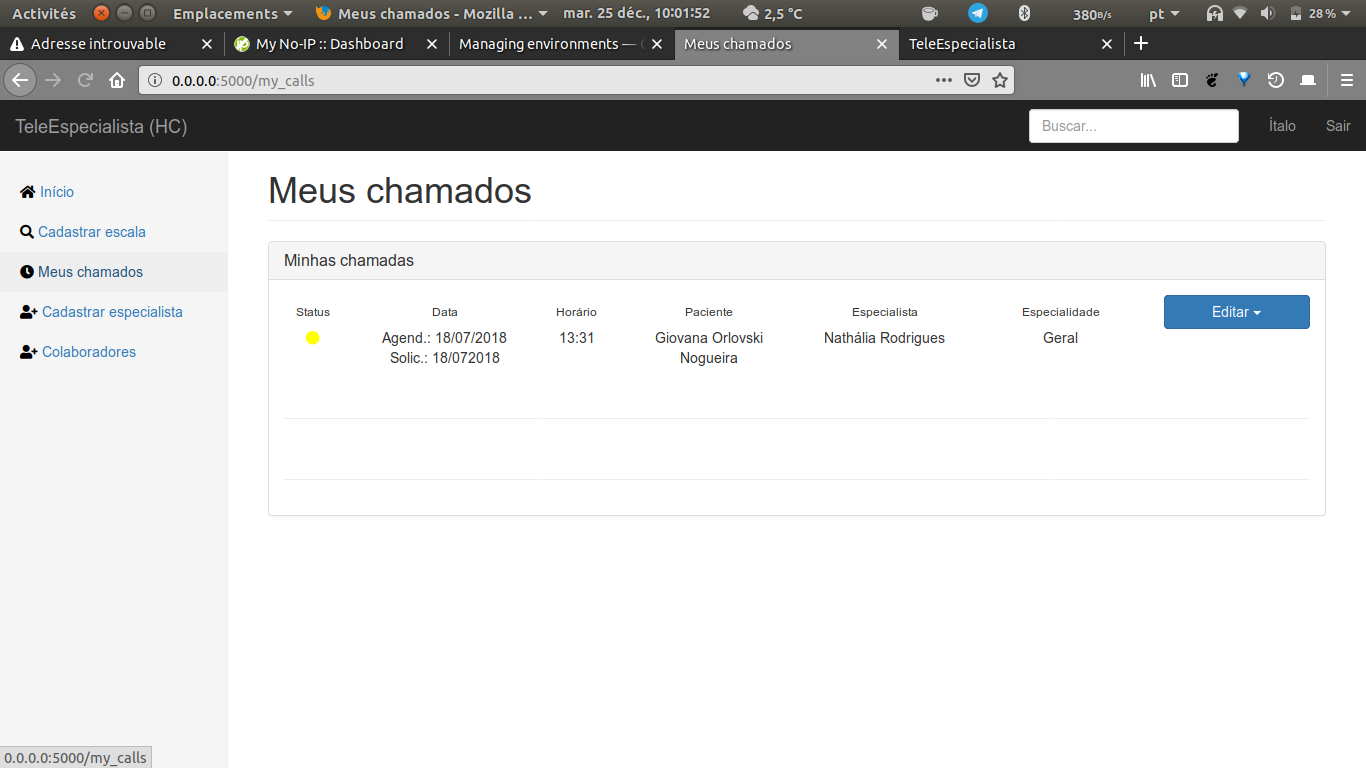 Activités Emplacements Meus chamados - Mozilla ... mar. 25 déc., 10:01:52 2,5 °C 380B/s pt 28 %
Adresse introuvable My No-IP :: Dashboard Managing environments — Meus chamados TeleEspecialista
0.0.0.0:5000/my_calls
TeleEspecialista (HC) Buscar... Ítalo Sair
Início
Cadastrar escala
Meus chamados
Cadastrar especialista
Colaboradores
Meus chamados
Minhas chamadas
Status Data Horário Paciente Especialista Especialidade Editar
Agend.: 18/07/2018 13:31 Giovana Orlovski Nathália Rodrigues Geral
Solic.: 18/072018 Nogueira
0.0.0.0:5000/my_calls